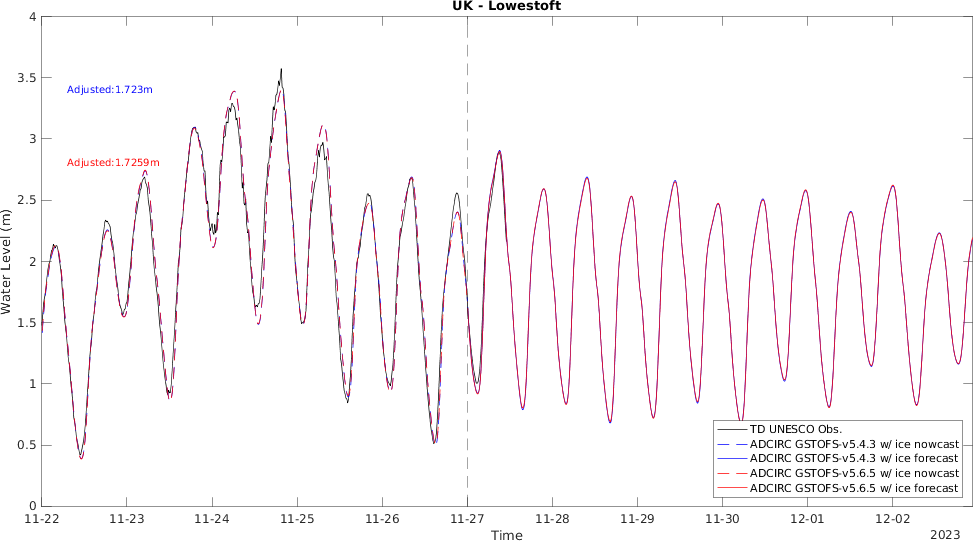 UK - Lowestoft
4
3.5
3
2.5
2
1.5
1
0.5
0
Water Level (m)
Adjusted:1.723m
Adjusted:1.7259m
TD UNESCO Obs.
ADCIRC GSTOFS-v5.4.3 w/ ice nowcast
ADCIRC GSTOFS-v5.4.3 w/ ice forecast
ADCIRC GSTOFS-v5.6.5 w/ ice nowcast
ADCIRC GSTOFS-v5.6.5 w/ ice forecast
11-22 11-23 11-24 11-25 11-26 11-27 11-28 11-29 11-30 12-01 12-02
Time
2023